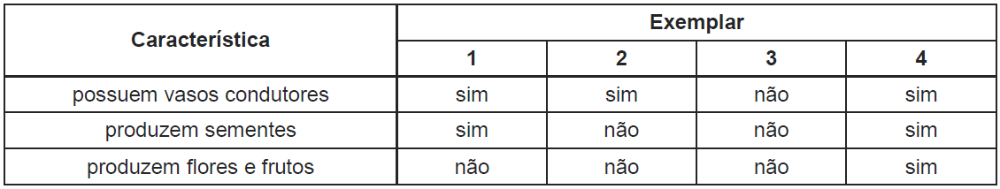 Característica Exemplar
1 2 3 4
possuem vasos condutores sim sim não sim
produzem sementes sim não não sim
produzem flores e frutos não não não sim